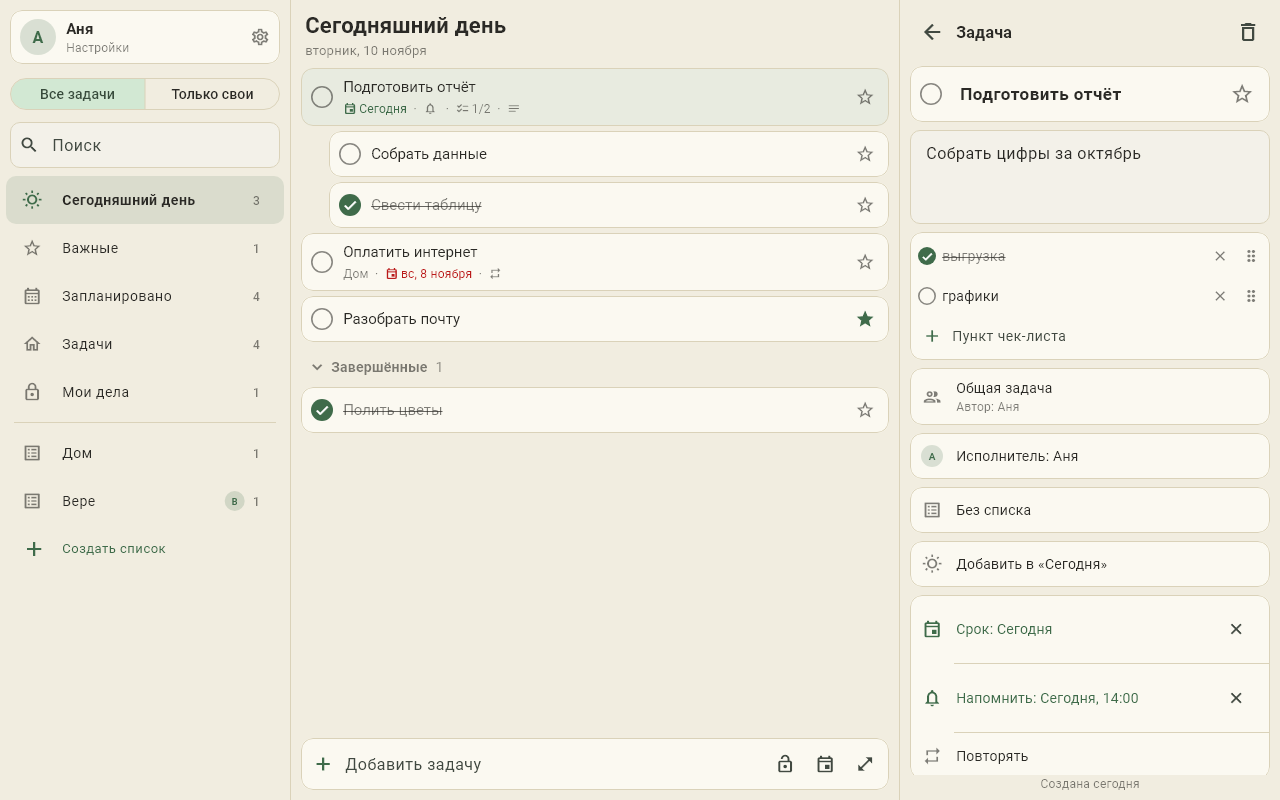 А
Аня
Настройки
Все задачи
Только свои
Поиск
Сегодняшний день 3
Важные 1
Запланировано 4
Задачи 4
Мои дела 1
Дом 1
Вере В 1
Создать список
Сегодняшний день
вторник, 10 ноября
Подготовить отчёт
Сегодня · · 1/2 ·
Собрать данные
Свести таблицу
Оплатить интернет
Дом · вс, 8 ноября ·
Разобрать почту
Завершённые 1
Полить цветы
Добавить задачу
Задача
Подготовить отчёт
Собрать цифры за октябрь
выгрузка
графики
Пункт чек-листа
Общая задача
Автор: Аня
А Исполнитель: Аня
Без списка
Добавить в «Сегодня»
Срок: Сегодня
Напомнить: Сегодня, 14:00
Повторять
Создана сегодня